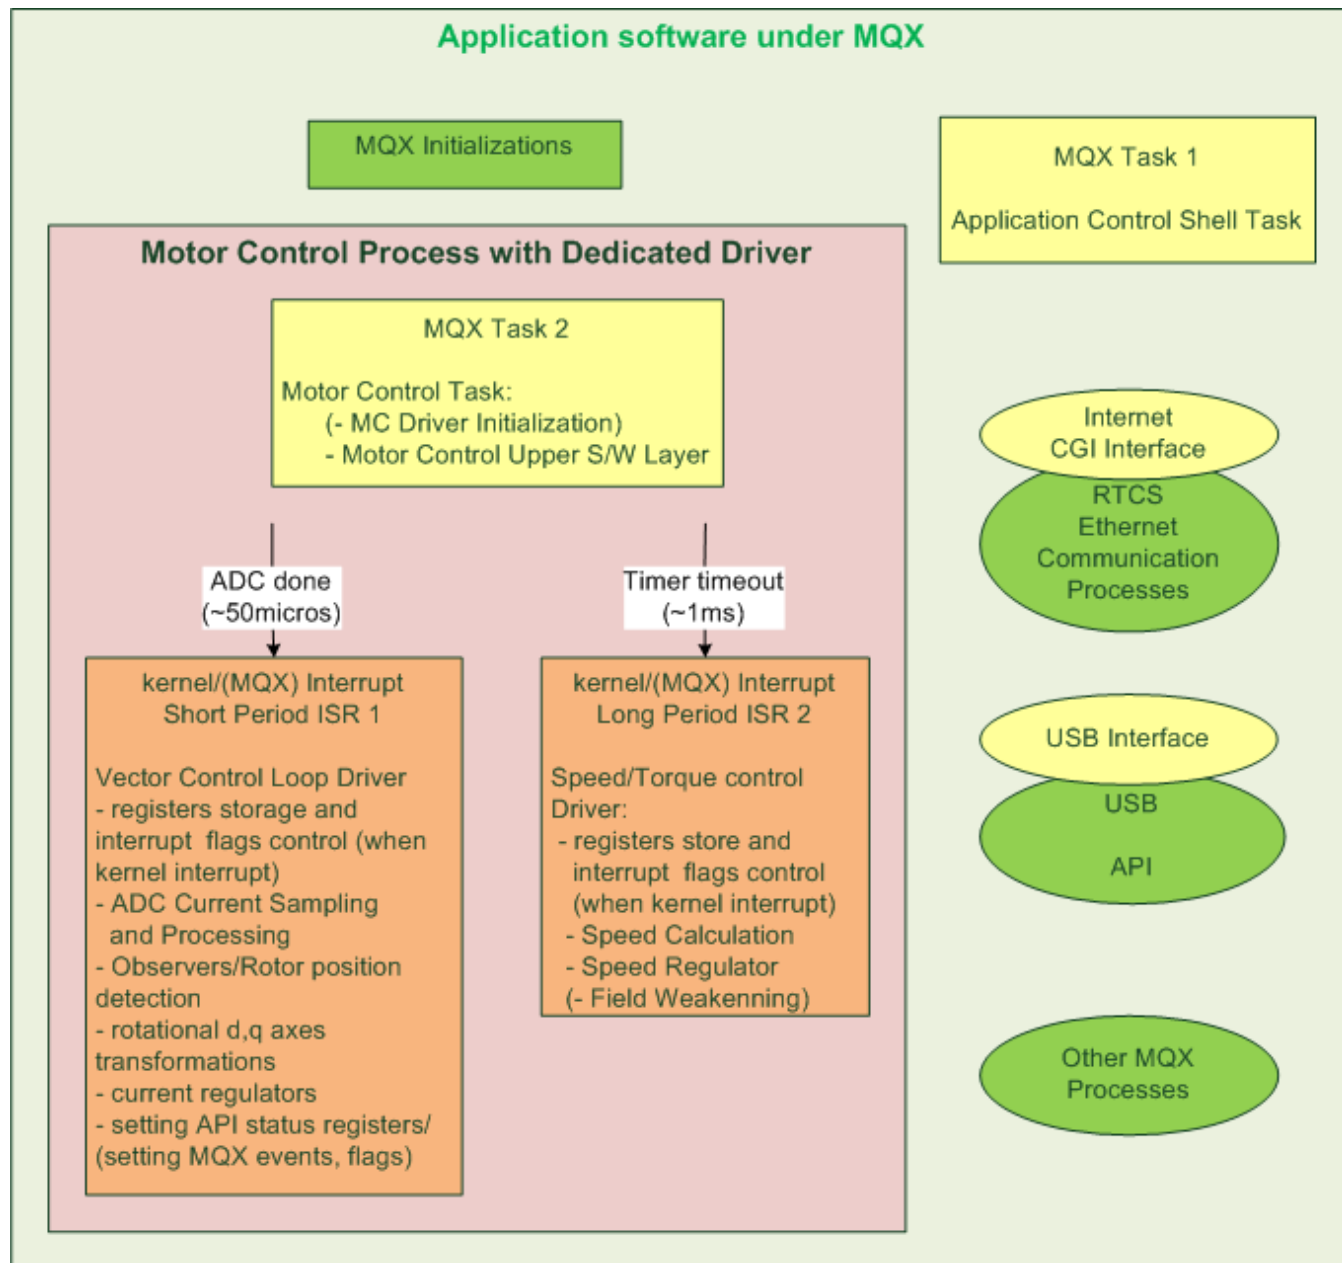 Application software under MQX
MQX Initializations
MQX Task 1
Application Control Shell Task
Motor Control Process with Dedicated Driver
MQX Task 2
Motor Control Task:
(- MC Driver Initialization)
- Motor Control Upper S/W Layer
ADC done
(~50micros)
Timer timeout
(~1ms)
kernel/(MQX) Interrupt
Short Period ISR 1
Vector Control Loop Driver
- registers storage and
interrupt flags control (when
kernel interrupt)
- ADC Current Sampling
and Processing
- Observers/Rotor position
detection
- rotational d,q axes
transformations
- current regulators
- setting API status registers/
(setting MQX events, flags)
kernel/(MQX) Interrupt
Long Period ISR 2
Speed/Torque control
Driver:
- registers store and
interrupt flags control
(when kernel interrupt)
- Speed Calculation
- Speed Regulator
(- Field Weakenning)
Internet
CGI Interface
RTCS
Ethernet
Communication
Processes
USB Interface
USB
API
Other MQX
Processes